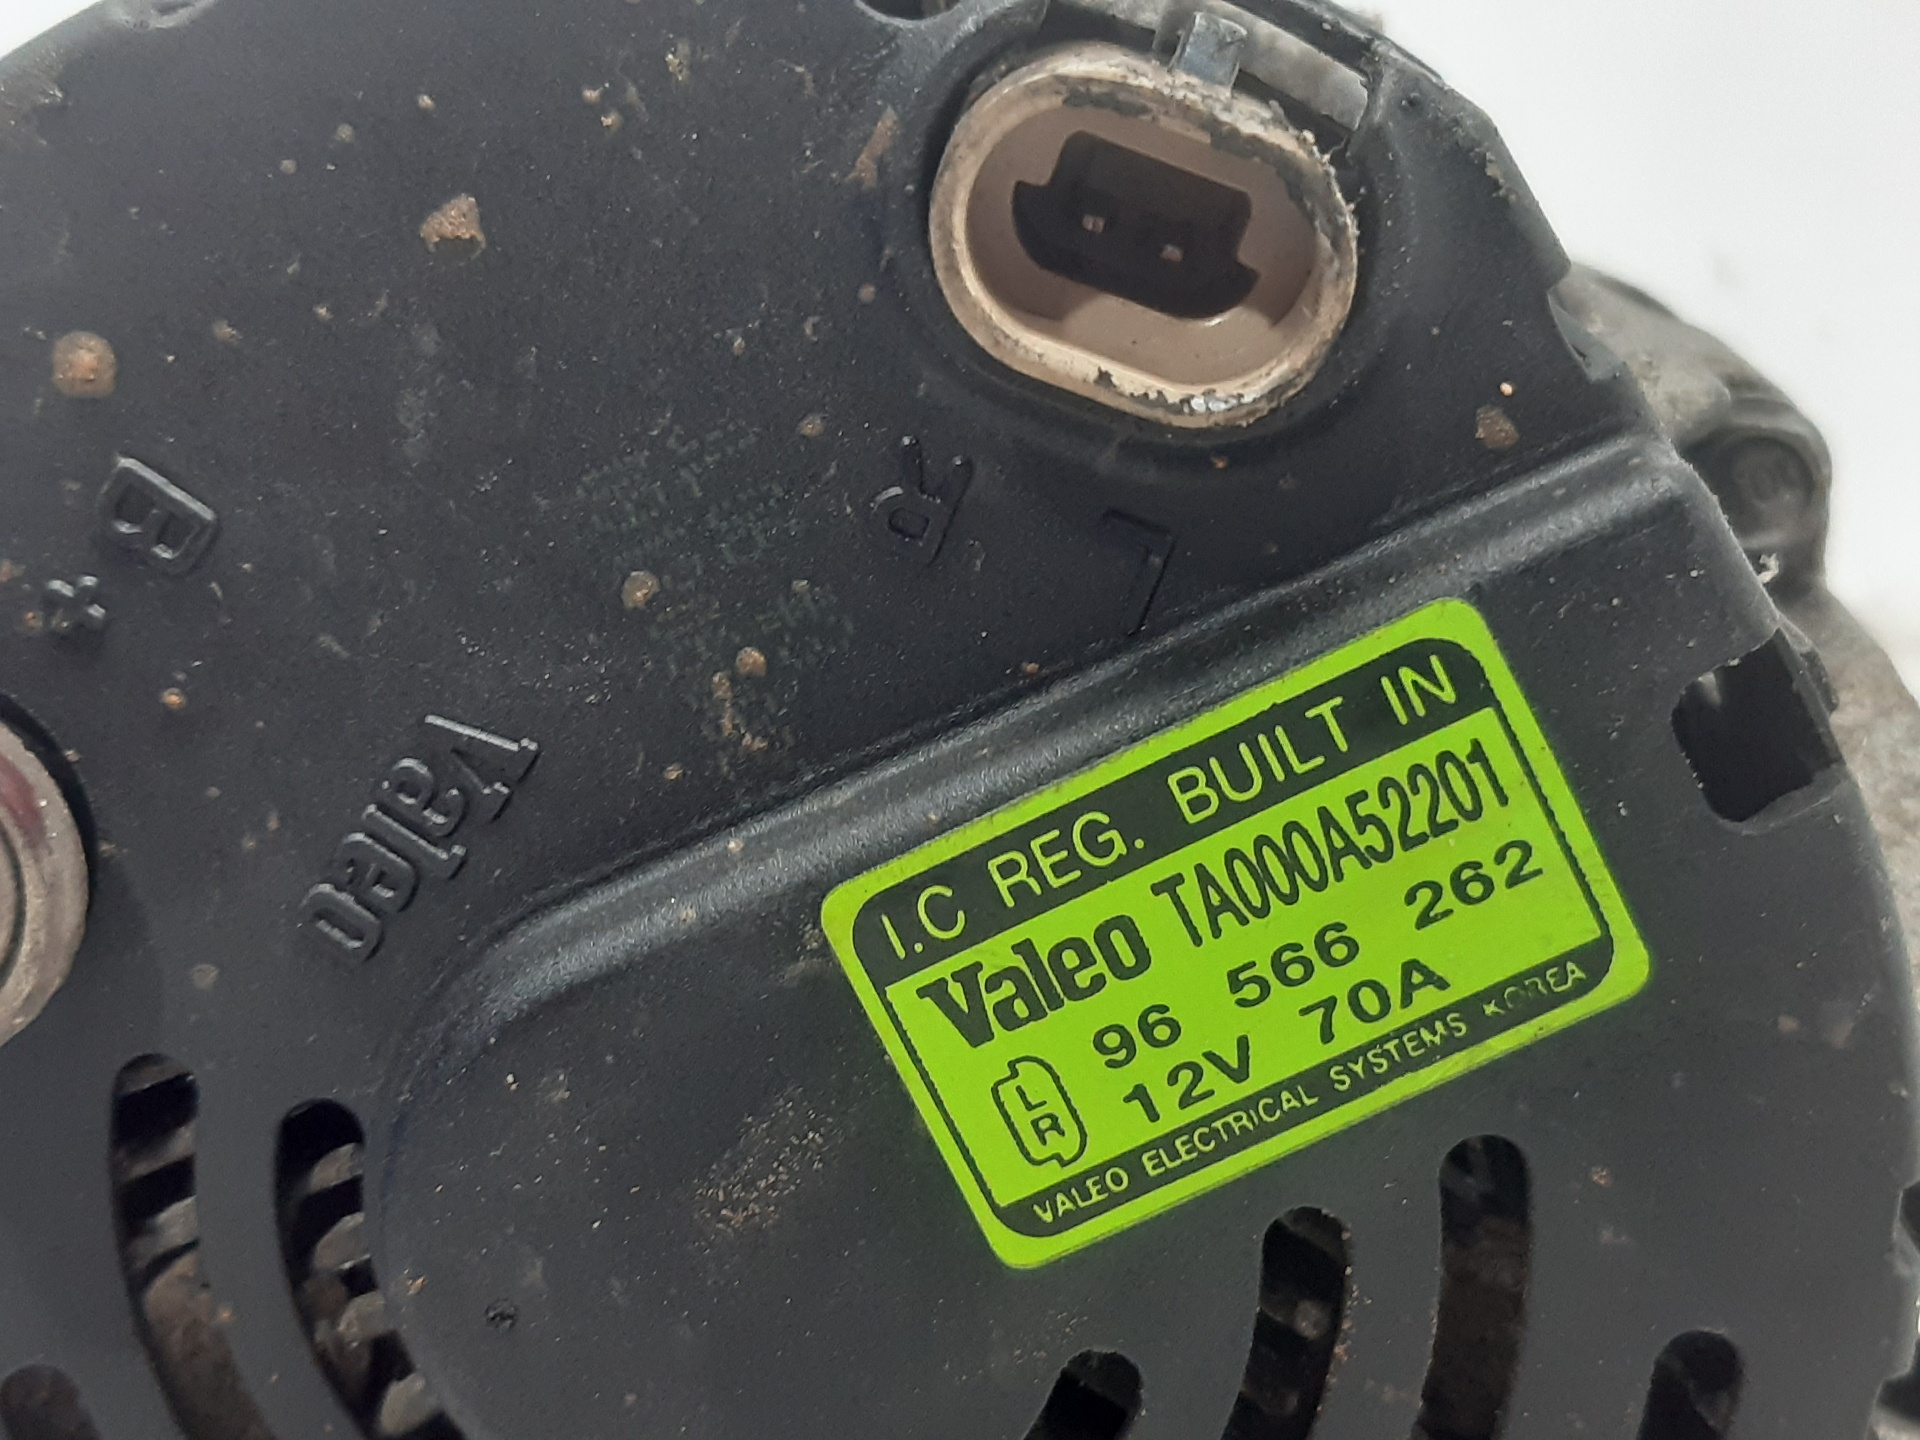 B
+
R
L
Valeo
I.C REG. BUILT IN
Valeo TA000A52201
96 566 262
L
R
12V 70A
VALEO ELECTRICAL SYSTEMS KOREA